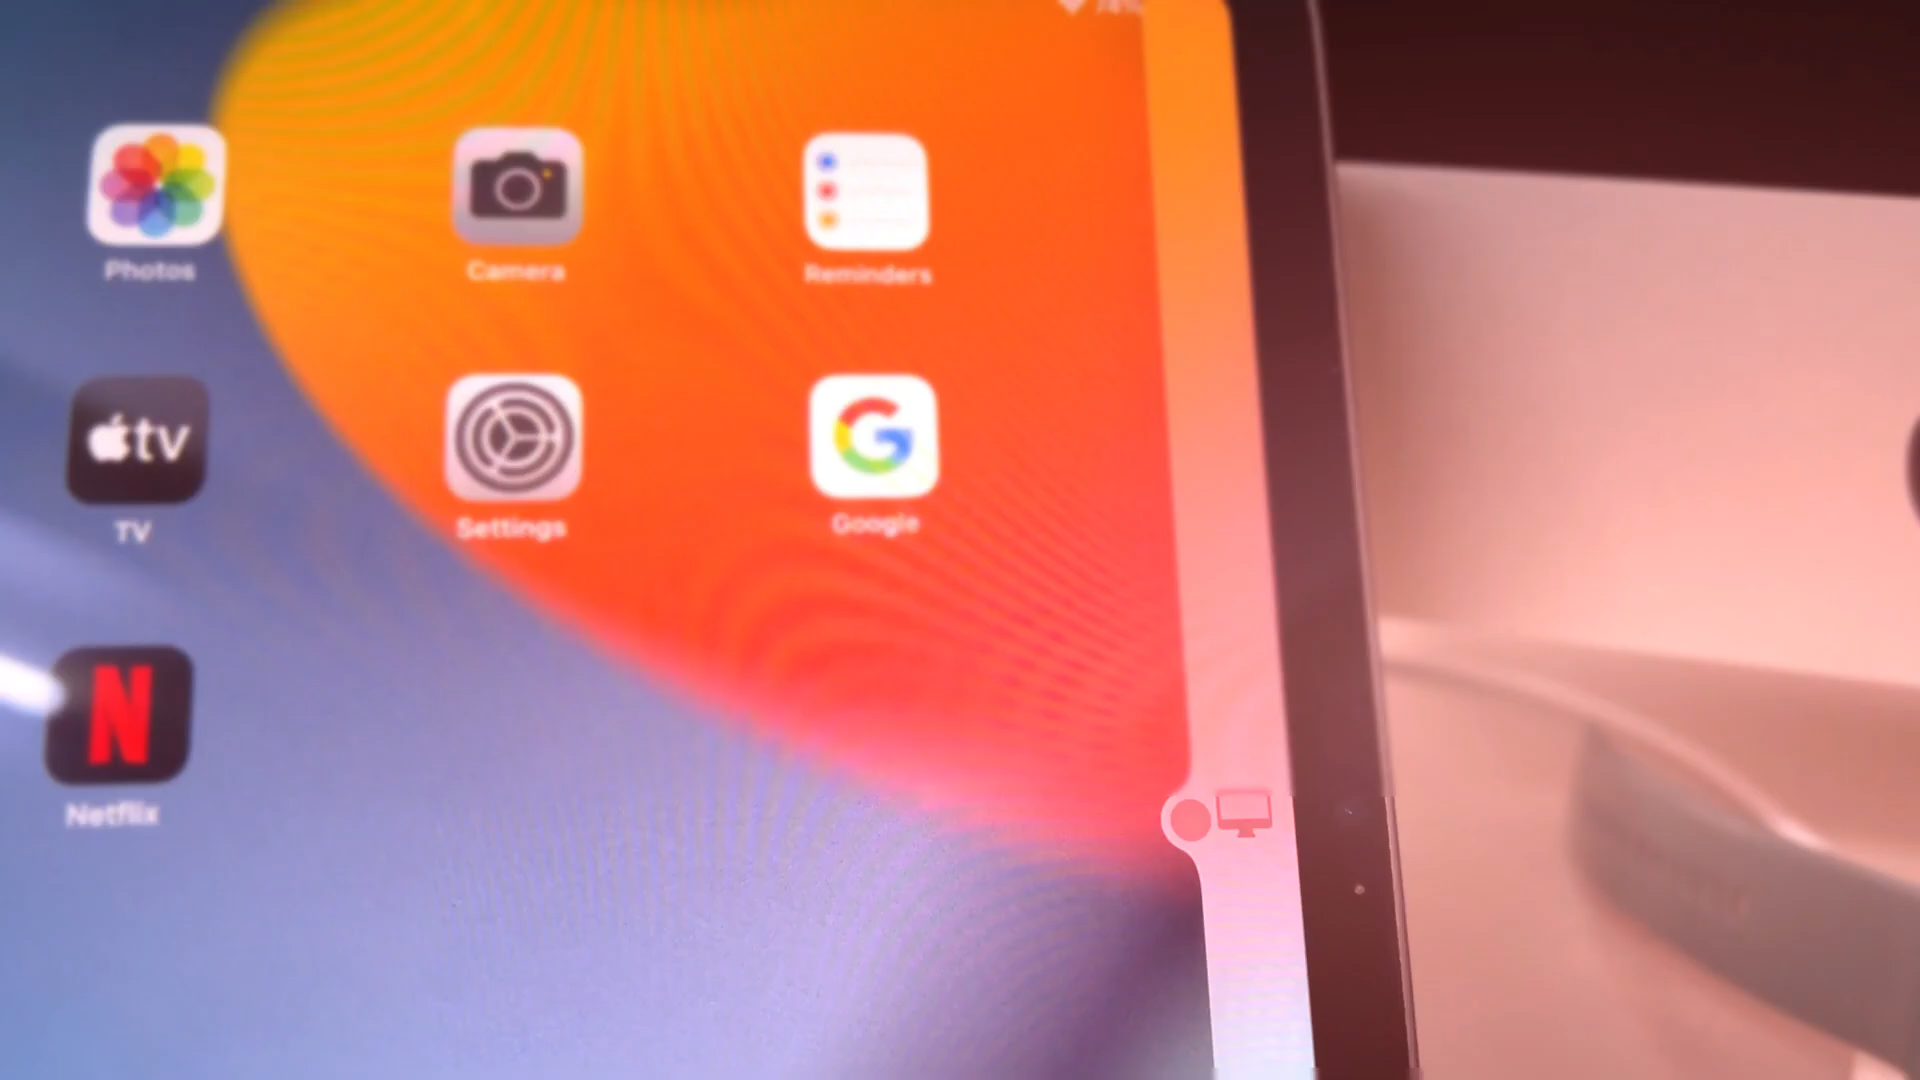 Photos
Camera
Reminders
tv
TV
Settings
Google
Netflix